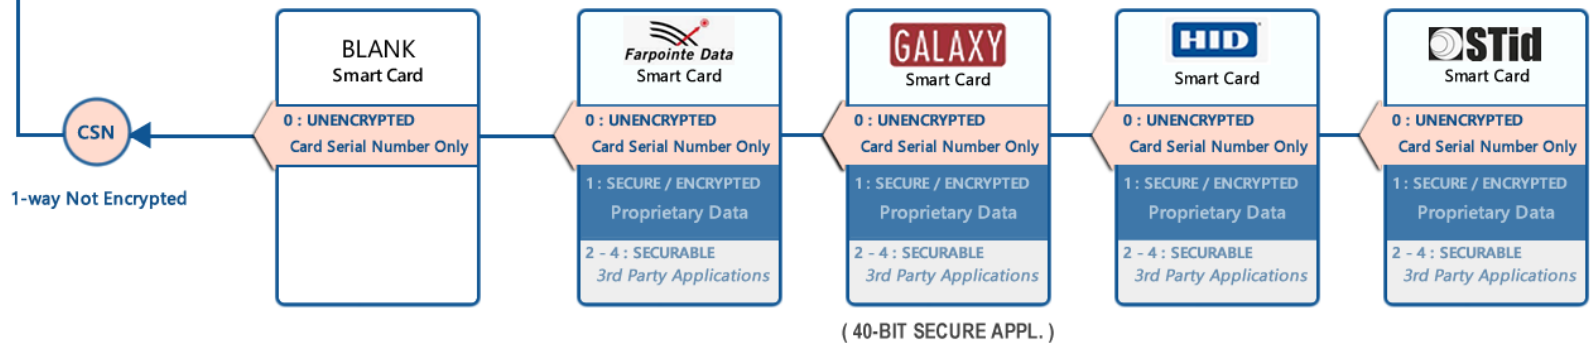 CSN
1-way Not Encrypted
BLANK
Smart Card
0 : UNENCRYPTED
Card Serial Number Only
Farpointe Data
Smart Card
0 : UNENCRYPTED
Card Serial Number Only
1 : SECURE / ENCRYPTED
Proprietary Data
2 - 4 : SECURABLE
3rd Party Applications
GALAXY
Smart Card
0 : UNENCRYPTED
Card Serial Number Only
1 : SECURE / ENCRYPTED
Proprietary Data
2 - 4 : SECURABLE
3rd Party Applications
( 40-BIT SECURE APPL. )
HID
Smart Card
0 : UNENCRYPTED
Card Serial Number Only
1 : SECURE / ENCRYPTED
Proprietary Data
2 - 4 : SECURABLE
3rd Party Applications
STid
Smart Card
0 : UNENCRYPTED
Card Serial Number Only
1 : SECURE / ENCRYPTED
Proprietary Data
2 - 4 : SECURABLE
3rd Party Applications